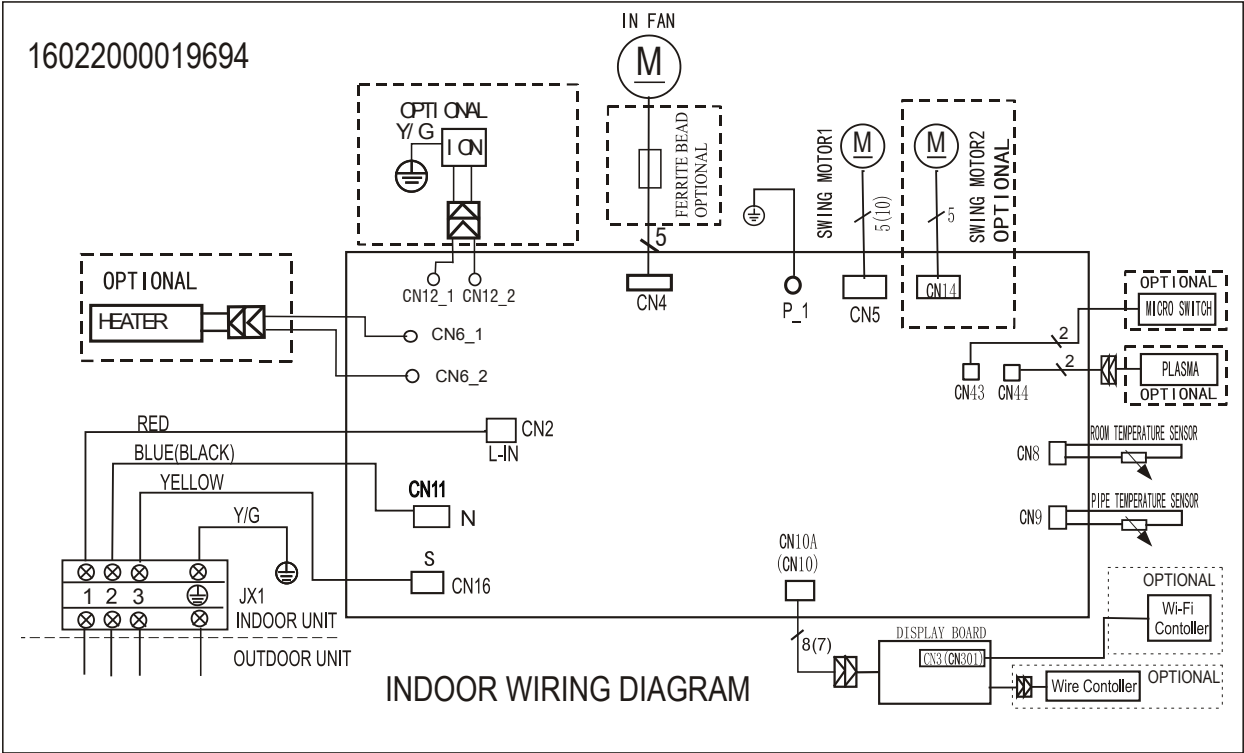 16022000019694
IN FAN
M
OPTIONAL
Y/G
ION
FERRITE BEAD
OPTIONAL
5
SWING MOTOR1
M
5(10)
M
5
SWING MOTOR2
OPTIONAL
CN12_1 CN12_2
CN4
P_1
CN5
CN14
OPTIONAL
HEATER
CN6_1
CN6_2
OPTIONAL
MICRO SWITCH
2
2
PLASMA
OPTIONAL
CN43 CN44
RED
CN2
L-IN
BLUE(BLACK)
YELLOW
CN11
N
Y/G
S
CN16
ROOM TEMPERATURE SENSOR
CN8
PIPE TEMPERATURE SENSOR
CN9
1 2 3
JX1
INDOOR UNIT
OUTDOOR UNIT
CN10A
(CN10)
8(7)
DISPLAY BOARD
CN3(CN301)
OPTIONAL
Wi-Fi
Contoller
Wire Contoller
OPTIONAL
INDOOR WIRING DIAGRAM